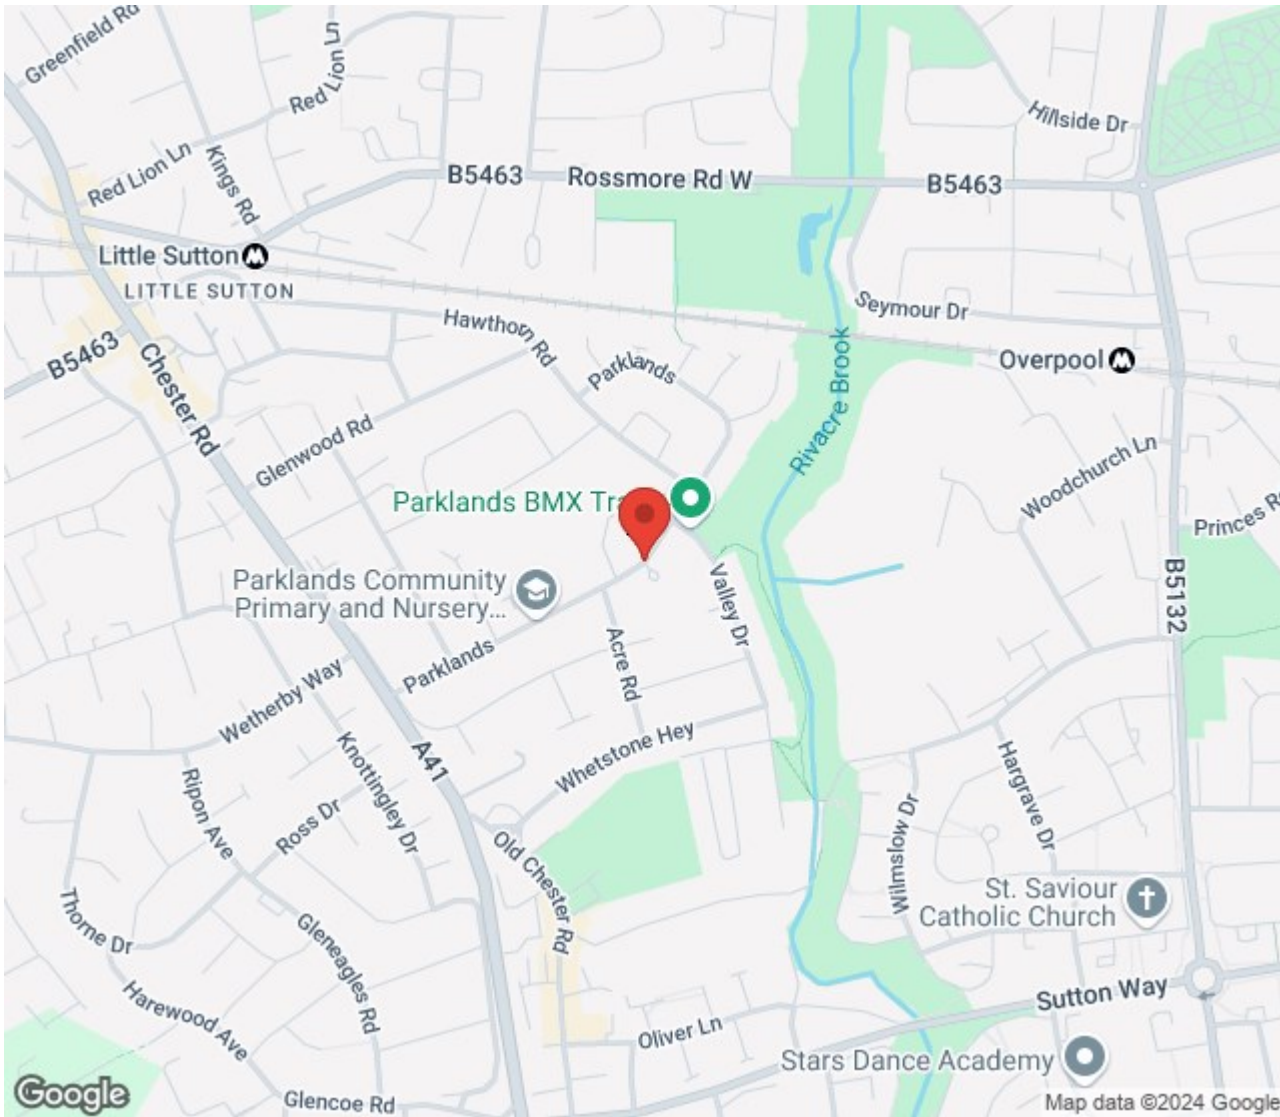 Greenfield Rd
Red Lion Ln
Red Lion Ln
Kings Rd
Hillside Dr
B5463
Rossmore Rd W
B5463
Little Sutton
LITTLE SUTTON
Seymour Dr
Hawthorn Rd
B5463
Chester Rd
Parklands
Overpool
Rivacre Brook
Glenwood Rd
Woodchurch Ln
Parklands BMX Tra
Princes Rd
Parklands Community
Primary and Nursery...
Valley Dr
B5132
Acre Rd
Parklands
Wetherby Way
Knottingley Dr
A41
Whetstone Hey
Hargrave Dr
Ripon Ave
Ross Dr
Old Chester Rd
Wilmslow Dr
St. Saviour
Catholic Church
Thorne Dr
Gleneagles Rd
Harewood Ave
Sutton Way
Oliver Ln
Stars Dance Academy
Glencoe Rd
Google
Map data ©2024 Google